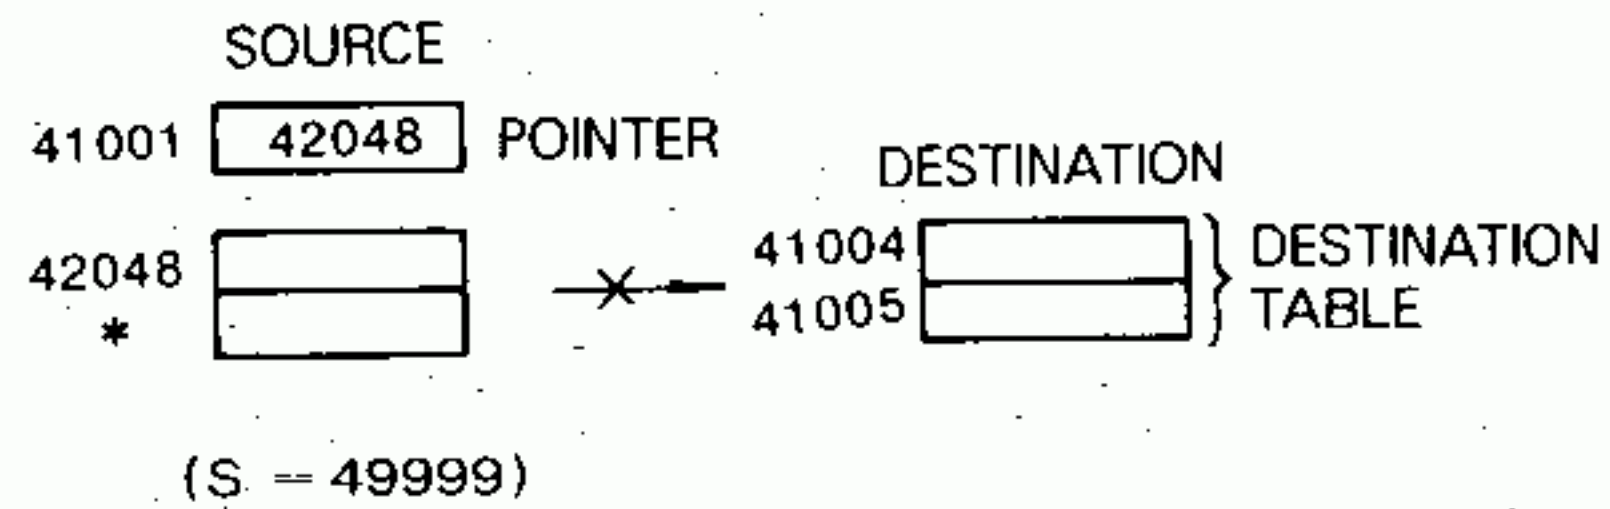 SOURCE
41001 42048 POINTER
DESTINATION
42048
*
41004
41005
DESTINATION
TABLE
(S = 49999)